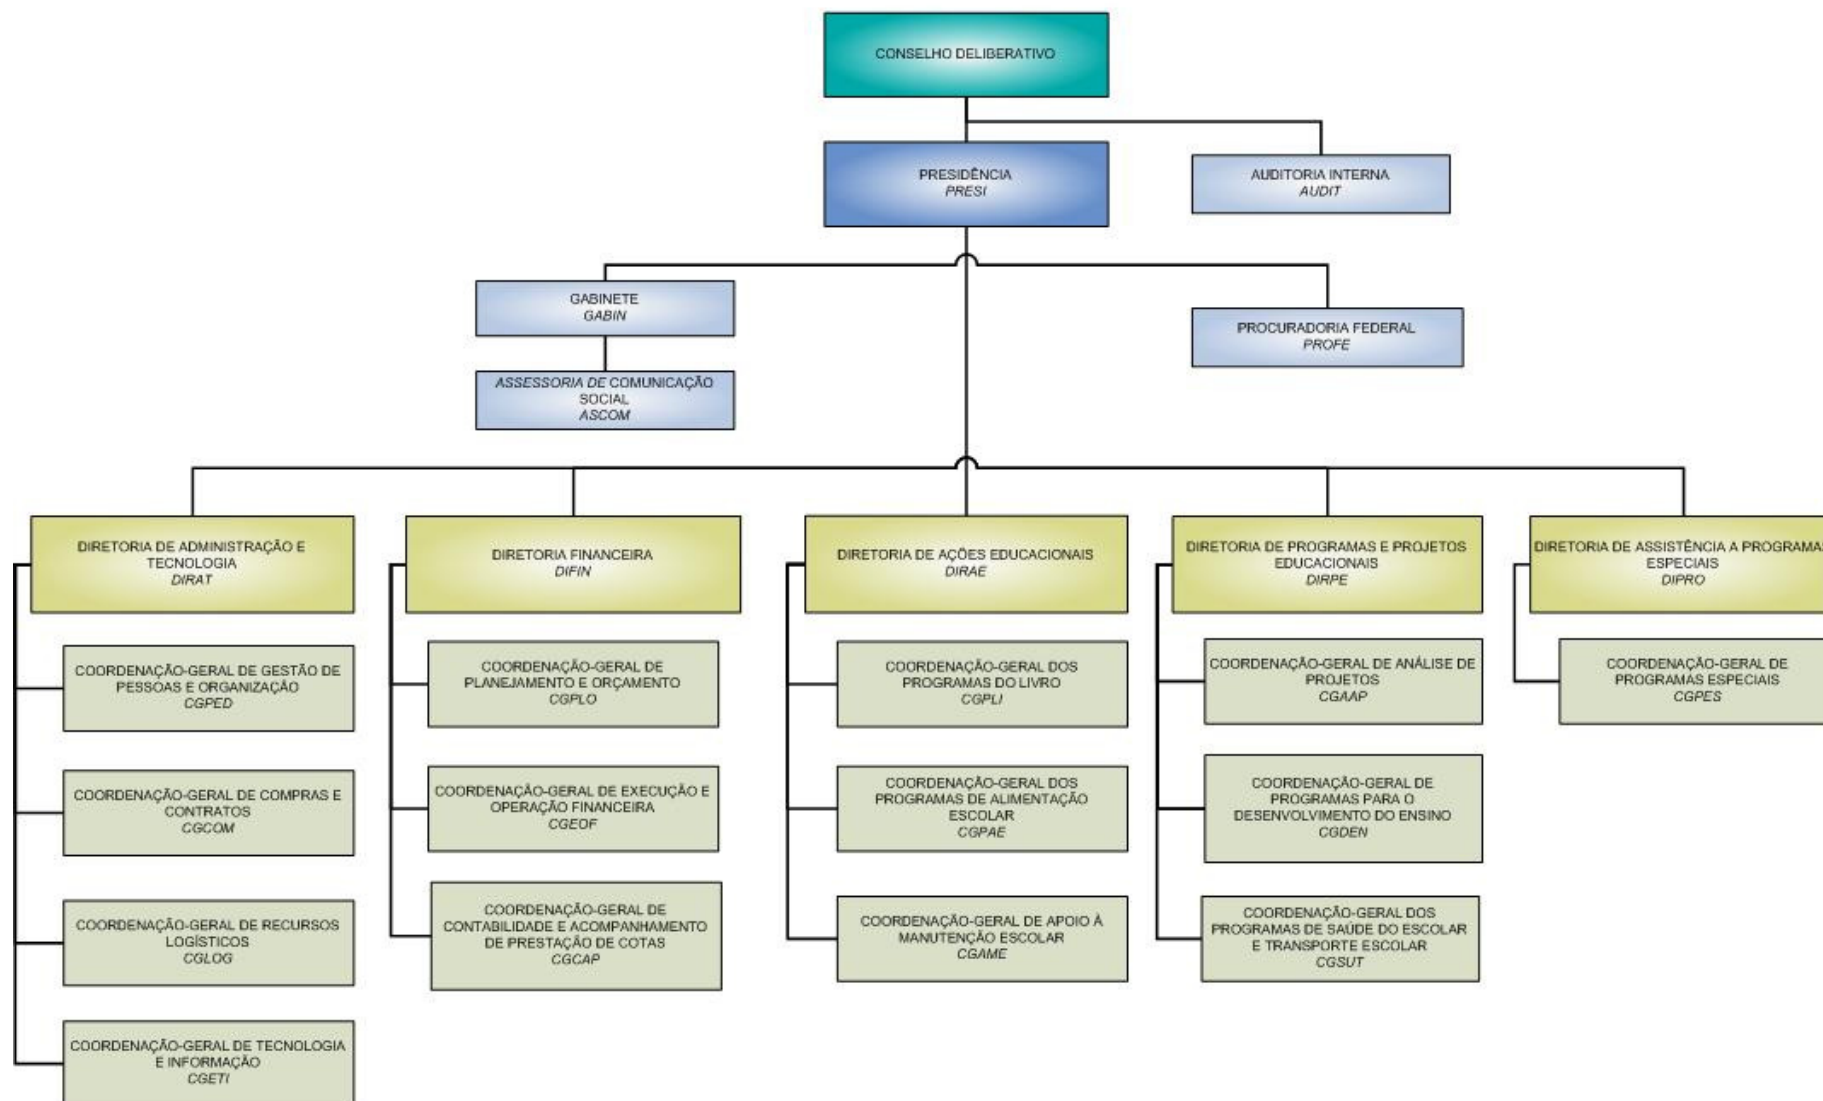 CONSELHO DELIBERATIVO
PRESIDÊNCIA
PRESI
AUDITORIA INTERNA
AUDIT
GABINETE
GABIN
PROCURADORIA FEDERAL
PROFE
ASSESSORIA DE COMUNICAÇÃO
SOCIAL
ASCOM
DIRETORIA DE ADMINISTRAÇÃO E
TECNOLOGIA
DIRAT
COORDENAÇÃO-GERAL DE GESTÃO DE
PESSOAS E ORGANIZAÇÃO
CGPED
COORDENAÇÃO-GERAL DE COMPRAS E
CONTRATOS
CGCOM
COORDENAÇÃO-GERAL DE RECURSOS
LOGÍSTICOS
CGLOG
COORDENAÇÃO-GERAL DE TECNOLOGIA
E INFORMAÇÃO
CGETI
DIRETORIA FINANCEIRA
DIFIN
COORDENAÇÃO-GERAL DE
PLANEJAMENTO E ORÇAMENTO
CGPLO
COORDENAÇÃO-GERAL DE EXECUÇÃO E
OPERAÇÃO FINANCEIRA
CGEOF
COORDENAÇÃO-GERAL DE
CONTABILIDADE E ACOMPANHAMENTO
DE PRESTAÇÃO DE COTAS
CGCAP
DIRETORIA DE AÇÕES EDUCACIONAIS
DIRAE
COORDENAÇÃO-GERAL DOS
PROGRAMAS DO LIVRO
CGPLI
COORDENAÇÃO-GERAL DOS
PROGRAMAS DE ALIMENTAÇÃO
ESCOLAR
CGPAE
COORDENAÇÃO-GERAL DE APOIO À
MANUTENÇÃO ESCOLAR
CGAME
DIRETORIA DE PROGRAMAS E PROJETOS
EDUCACIONAIS
DIRPE
COORDENAÇÃO-GERAL DE ANÁLISE DE
PROJETOS
CGAAP
COORDENAÇÃO-GERAL DE
PROGRAMAS PARA O
DESENVOLVIMENTO DO ENSINO
CGDEN
COORDENAÇÃO-GERAL DOS
PROGRAMAS DE SAÚDE DO ESCOLAR
E TRANSPORTE ESCOLAR
CGSUT
DIRETORIA DE ASSISTÊNCIA A PROGRAMAS
ESPECIAIS
DIPRO
COORDENAÇÃO-GERAL DE
PROGRAMAS ESPECIAIS
CGPES